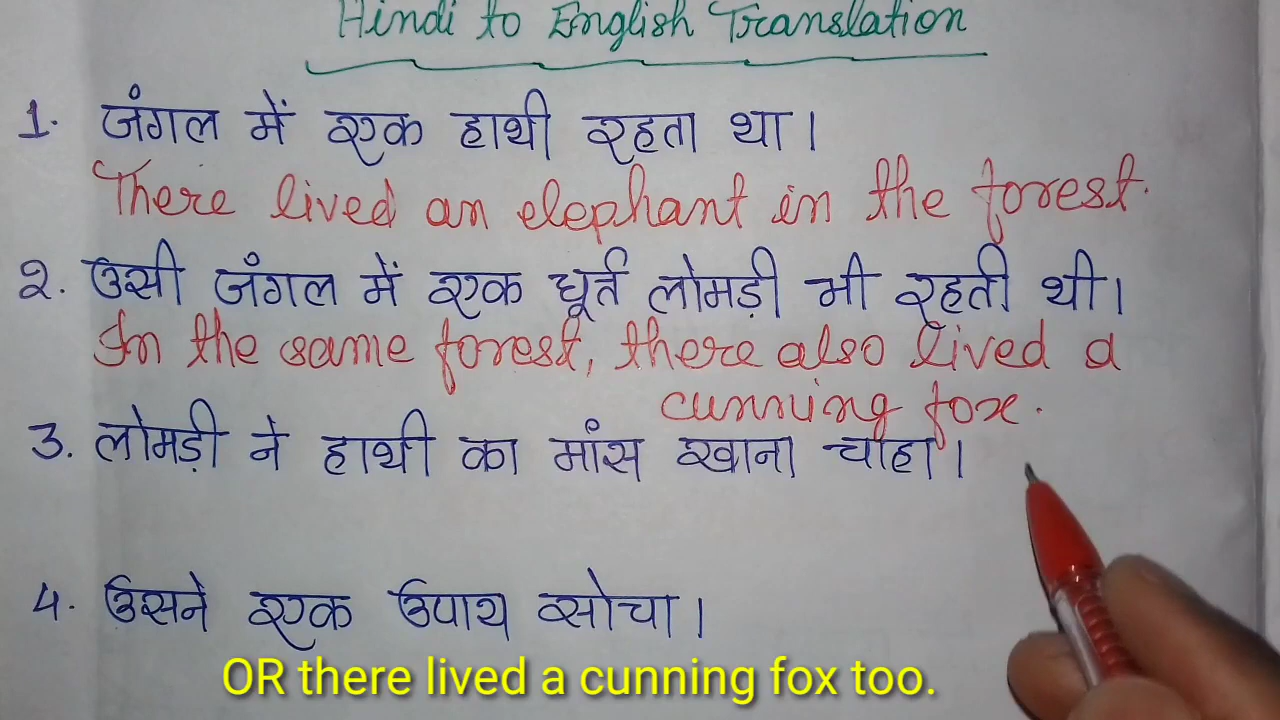 Hindi to English Translation
1. जंगल में एक हाथी रहता था।
There lived an elephant in the forest.
2. उसी जंगल में एक धूर्त लोमड़ी भी रहती थी।
In the same forest, there also lived a
cunning fox.
3. लोमड़ी ने हाथी का मांस खाना चाहा।
4. उसने एक उपाय सोचा।
OR there lived a cunning fox too.